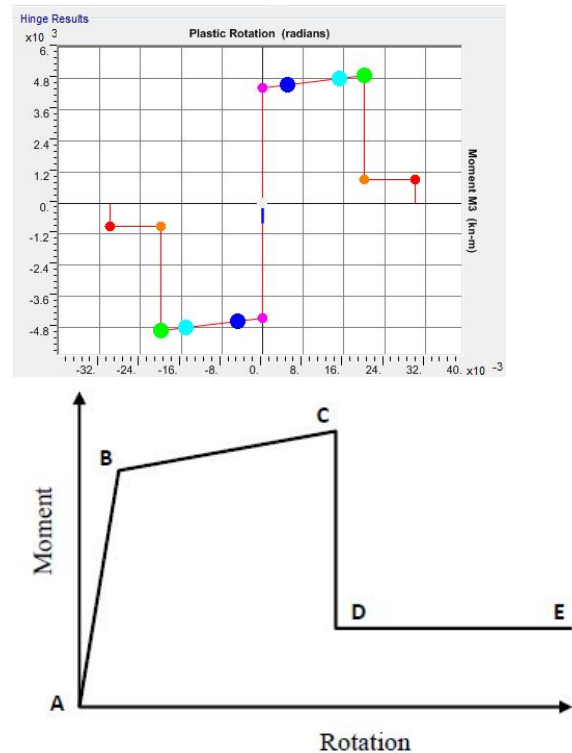 Hinge Results
x10 3
Plastic Rotation (radians)
6.
4.8
3.6
2.4
1.2
0.
-1.2
-2.4
-3.6
-4.8
Moment M3 (kn-m)
-32. -24. -16. -8. 0. 8. 16. 24. 32. 40. x10 -3
C
B
Moment
D E
A
Rotation